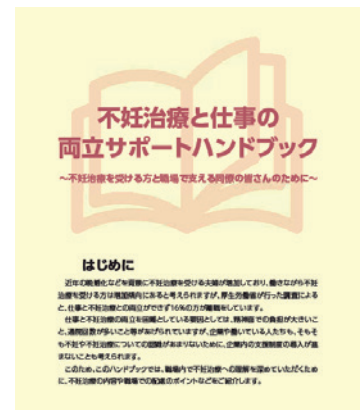 不妊治療と仕事の
両立サポートハンドブック
～不妊治療を受ける方と職場で支える同僚の皆さんのために～
はじめに
近年の晩婚化などを背景に不妊治療を受ける夫婦が増加しており、働きながら不妊
治療を受ける方は増加傾向にあると考えられますが、厚生労働省が行った調査による
と、仕事と不妊治療との両立ができず16%の方が離職をしています。
仕事と不妊治療の両立を困難としている要因としては、精神面での負担が大きいこ
と、通院回数が多いこと等があげられていますが、企業や働いている人たちも、そもそ
も不妊や不妊治療についての認識があまりないために、企業内の支援制度の導入が進
まないことも考えられます。
このため、このハンドブックでは、職場内で不妊治療への理解を深めていただくため
に、不妊治療の内容や職場での配慮のポイントなどをご紹介します。